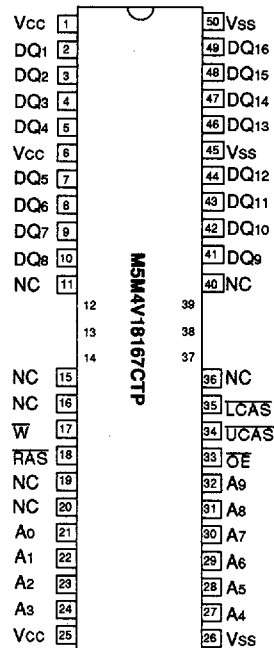 Vcc 1 50 Vss
DQ1 2 49 DQ16
DQ2 3 48 DQ15
DQ3 4 47 DQ14
DQ4 5 46 DQ13
Vcc 6 45 Vss
DQ5 7 44 DQ12
DQ6 8 43 DQ11
DQ7 9 42 DQ10
DQ8 10 41 DQ9
NC 11 40 NC
12 39
13 38
14 37
M5M4V18167CTP
NC 15 36 NC
NC 16 35 L̅C̅A̅S̅
W̅ 17 34 U̅C̅A̅S̅
R̅A̅S̅ 18 33 O̅E̅
NC 19 32 A9
NC 20 31 A8
A0 21 30 A7
A1 22 29 A6
A2 23 28 A5
A3 24 27 A4
Vcc 25 26 Vss